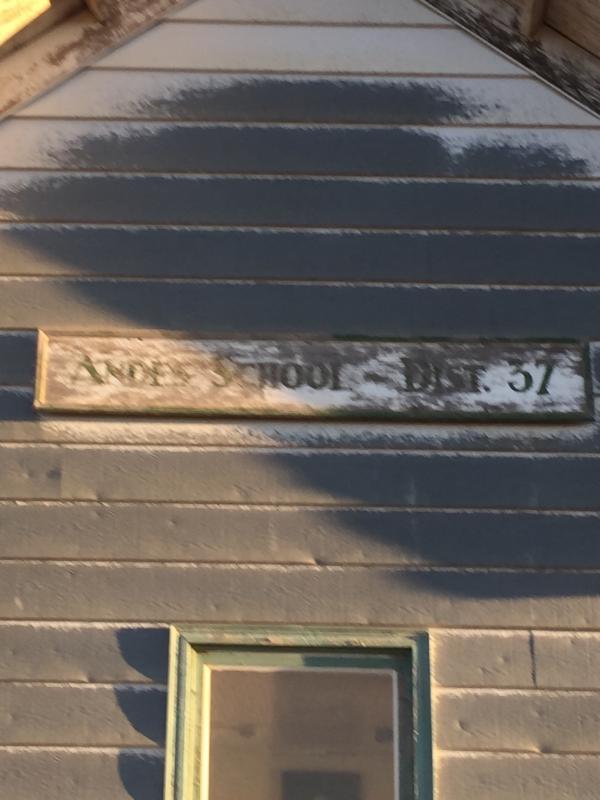 ANDES SCHOOL - DIST. 37